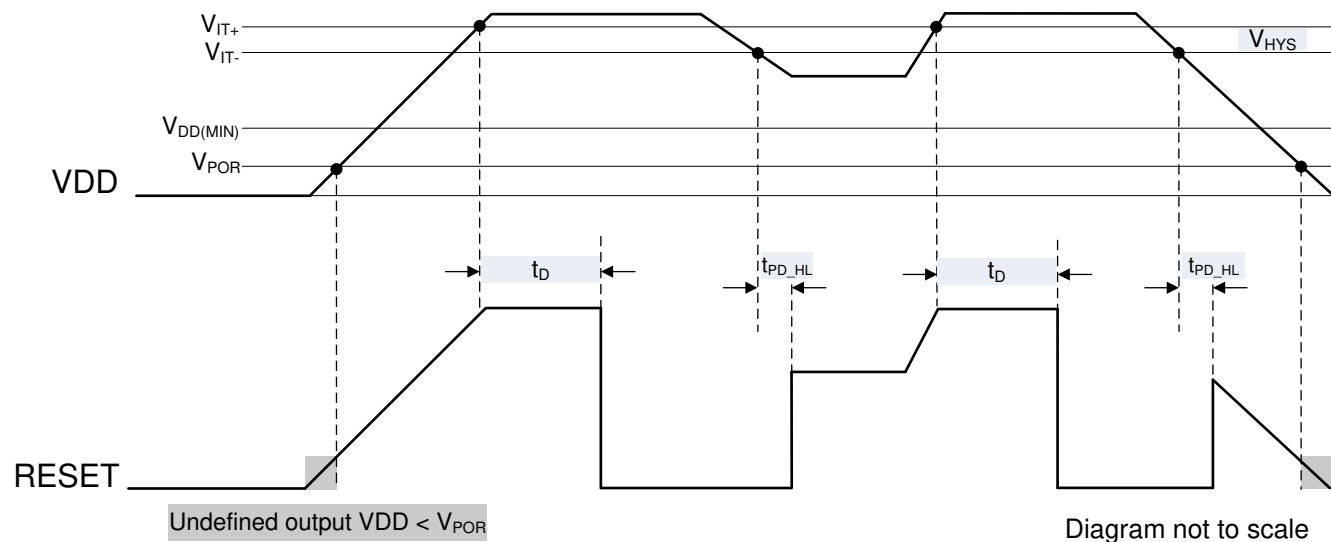 VIT+
VIT-
VHYS
VDD(MIN)
VPOR
VDD
tD
tPD_HL
tD
tPD_HL
RESET
Undefined output VDD < VPOR
Diagram not to scale